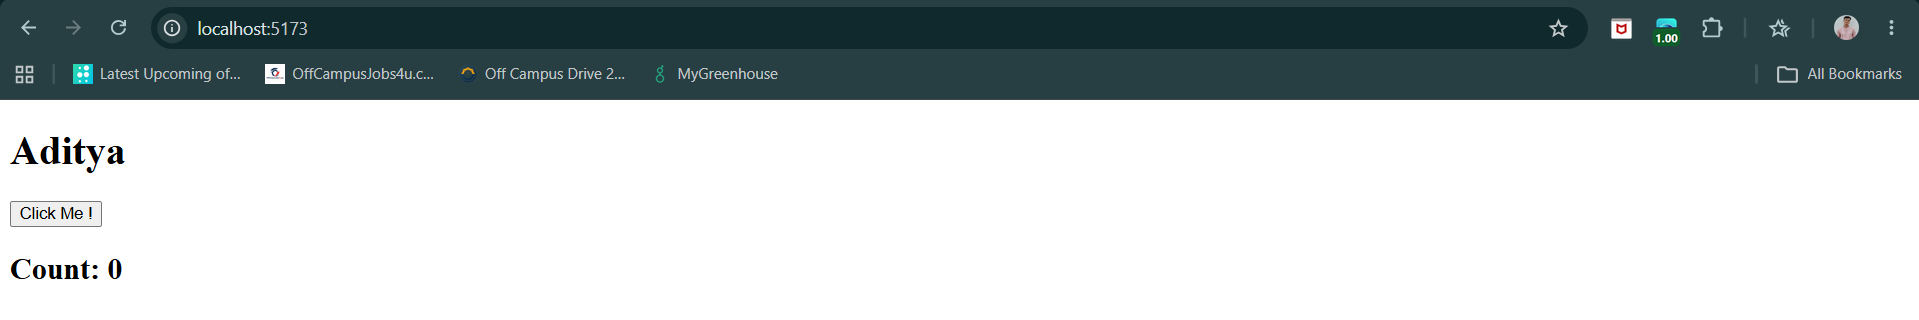 localhost:5173
1.00
Latest Upcoming of...
OffCampusJobs4u.c...
Off Campus Drive 2...
MyGreenhouse
All Bookmarks
Aditya
Click Me !
Count: 0